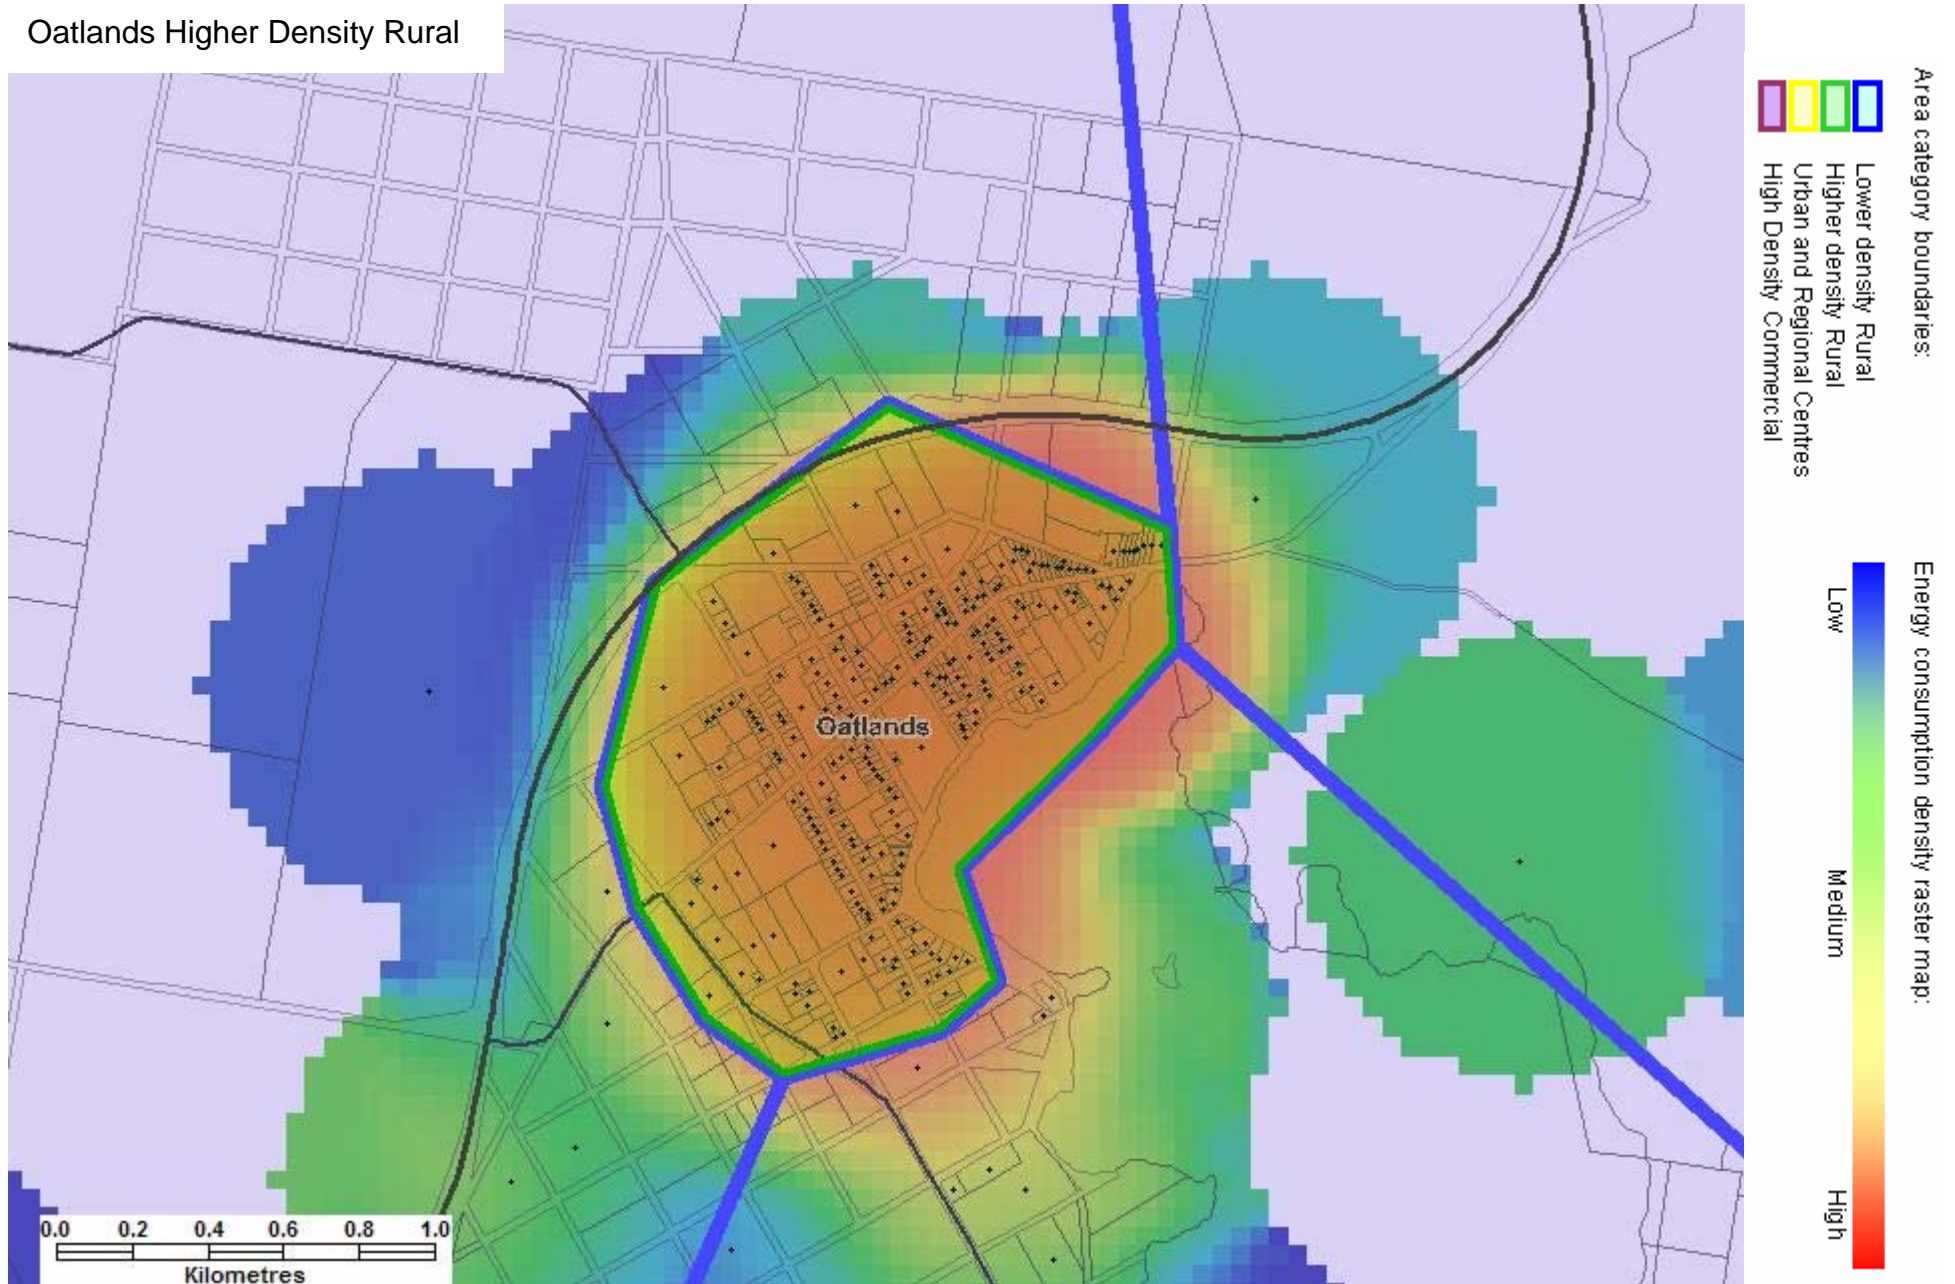 Oatlands Higher Density Rural
Area category boundaries:
Lower density Rural
Higher density Rural
Urban and Regional Centres
High Density Commercial
Energy consumption density raster map:
Low
Medium
High
Oatlands
0.0 0.2 0.4 0.6 0.8 1.0
Kilometres